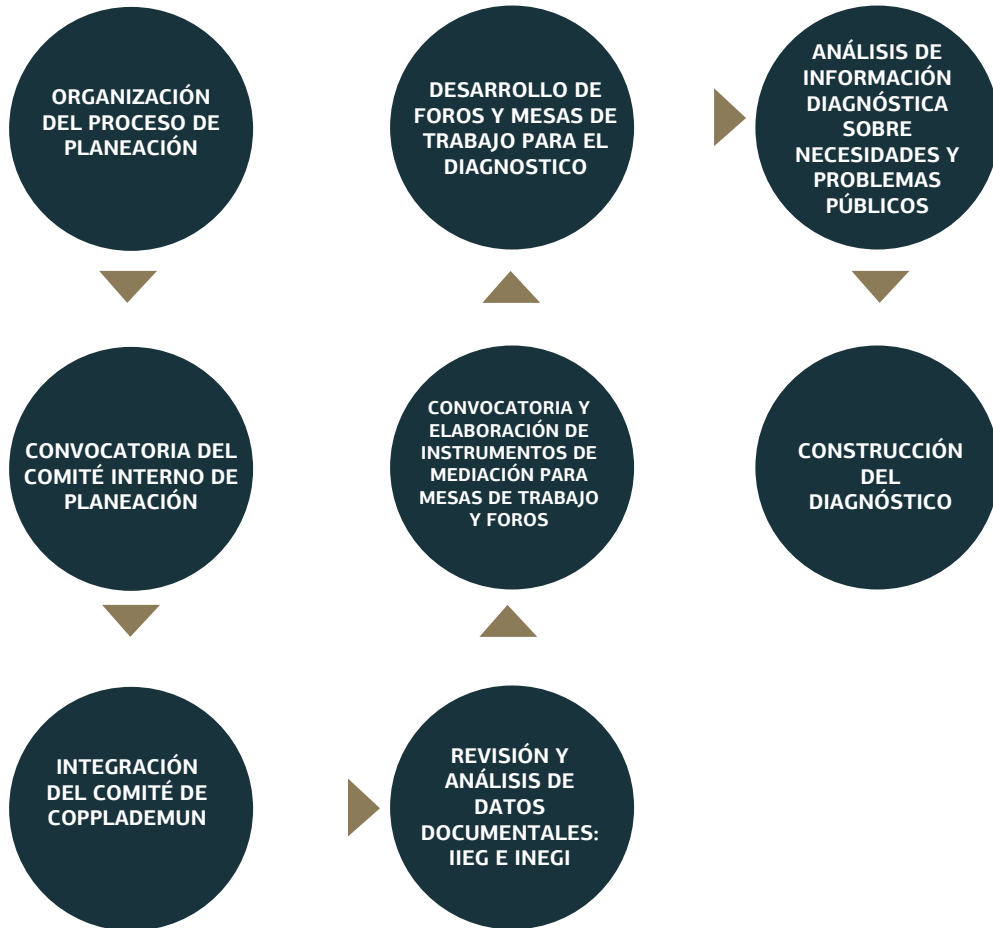 ORGANIZACIÓN
DEL PROCESO DE
PLANEACIÓN
CONVOCATORIA DEL
COMITÉ INTERNO DE
PLANEACIÓN
INTEGRACIÓN
DEL COMITÉ DE
COPPLADEMUN
REVISIÓN Y
ANÁLISIS DE
DATOS
DOCUMENTALES:
IIEG E INEGI
CONVOCATORIA Y
ELABORACIÓN DE
INSTRUMENTOS DE
MEDIACIÓN PARA
MESAS DE TRABAJO
Y FOROS
DESARROLLO DE
FOROS Y MESAS DE
TRABAJO PARA EL
DIAGNOSTICO
ANÁLISIS DE
INFORMACIÓN
DIAGNÓSTICA
SOBRE
NECESIDADES Y
PROBLEMAS
PÚBLICOS
CONSTRUCCIÓN
DEL
DIAGNÓSTICO